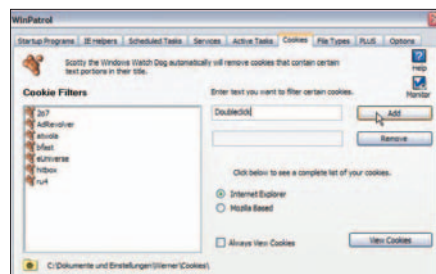 WinPatrol
Startup Programs IE Helpers Scheduled Tasks Services Active Tasks Cookies File Types PLUS Options
Scotty the Windows Watch Dog automatically will remove cookies that contain certain
text portions in their title.
Help
Monitor
Cookie Filters
Enter text you want to filter certain cookies.
2o7
AdRevolver
atwola
bfast
eUniverse
hitbox
ru4
Doubleclick
Add
Remove
Click below to see a complete list of your cookies.
Internet Explorer
Mozilla Based
Always View Cookies
View Cookies
C:\Dokumente und Einstellungen\Werner\Cookies\